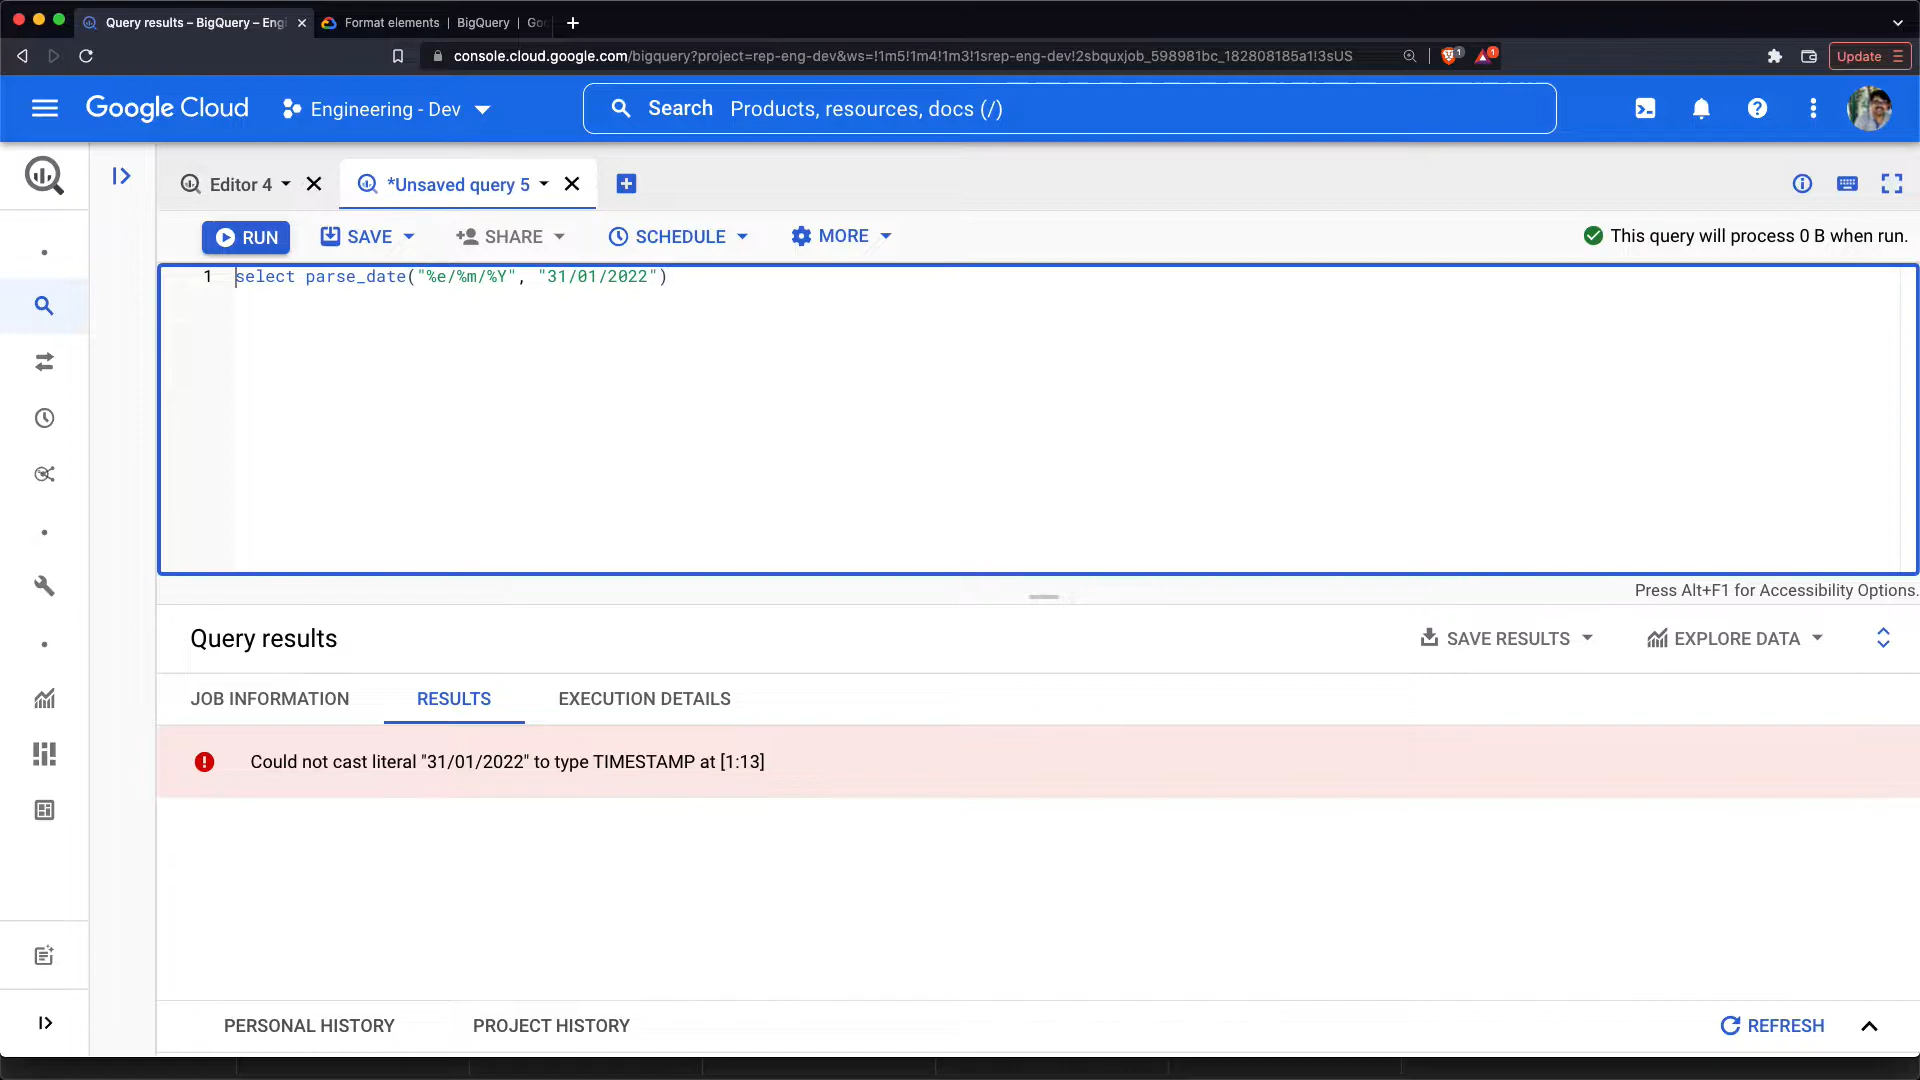 Query results – BigQuery – Engi
Format elements | BigQuery | Goo
console.cloud.google.com/bigquery?project=rep-eng-dev&ws=!1m5!1m4!1m3!1srep-eng-dev!2sbquxjob_598981bc_182808185a1!3sUS
1
1
Update
Google Cloud
Engineering - Dev
Search Products, resources, docs (/)
Editor 4
*Unsaved query 5
RUN
SAVE
SHARE
SCHEDULE
MORE
This query will process 0 B when run.
1 select parse_date("%e/%m/%Y", "31/01/2022")
Press Alt+F1 for Accessibility Options.
Query results
SAVE RESULTS
EXPLORE DATA
JOB INFORMATION
RESULTS
EXECUTION DETAILS
Could not cast literal "31/01/2022" to type TIMESTAMP at [1:13]
PERSONAL HISTORY
PROJECT HISTORY
REFRESH